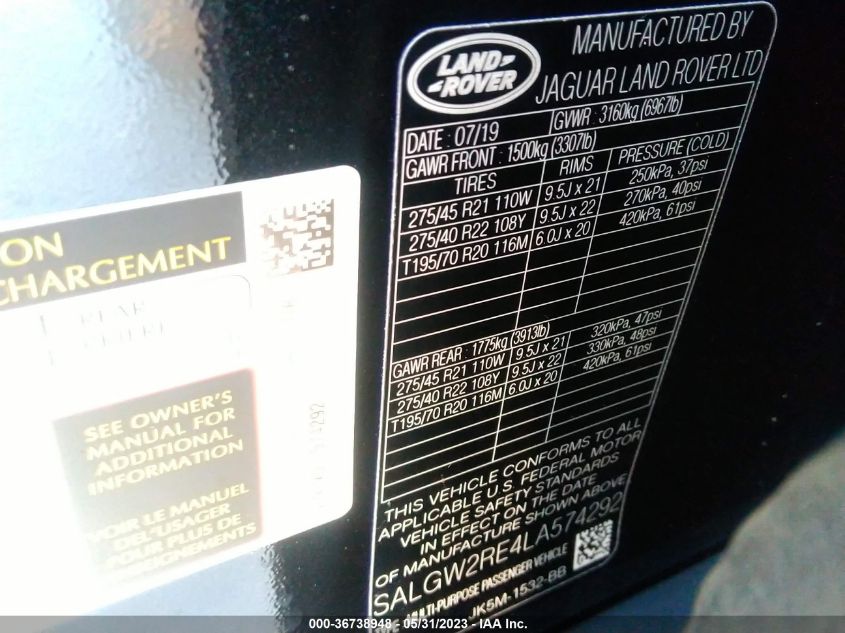 ON
CHARGEMENT
REAR
SEE OWNER'S
MANUAL FOR
ADDITIONAL
INFORMATION
VOIR LE MANUEL
DEL'USAGER
POUR PLUS DE
574292
LAND
ROVER
MANUFACTURED BY
JAGUAR LAND ROVER LTD
DATE : 07/19 GVWR : 3160kg (6967lb)
GAWR FRONT : 1500kg (3307lb)
TIRES RIMS PRESSURE (COLD)
275/45 R21 110W 9.5J x 21 250kPa, 37psi
275/40 R22 108Y 9.5J x 22 270kPa, 40psi
T195/70 R20 116M 6.0J x 20 420kPa, 61psi
GAWR REAR : 1775kg (3913lb)
275/45 R21 110W 9.5J x 21 320kPa, 47psi
275/40 R22 108Y 9.5J x 22 330kPa, 48psi
T195/70 R20 116M 6.0J x 20 420kPa, 61psi
THIS VEHICLE CONFORMS TO ALL
APPLICABLE U.S. FEDERAL MOTOR
VEHICLE SAFETY STANDARDS
IN EFFECT ON THE DATE
OF MANUFACTURE SHOWN ABOVE
SALGW2RE4LA574292
TYPE : MULTI-PURPOSE PASSENGER VEHICLE
JK5M-1532-BB
000-36738948 - 05/31/2023 - IAA Inc.